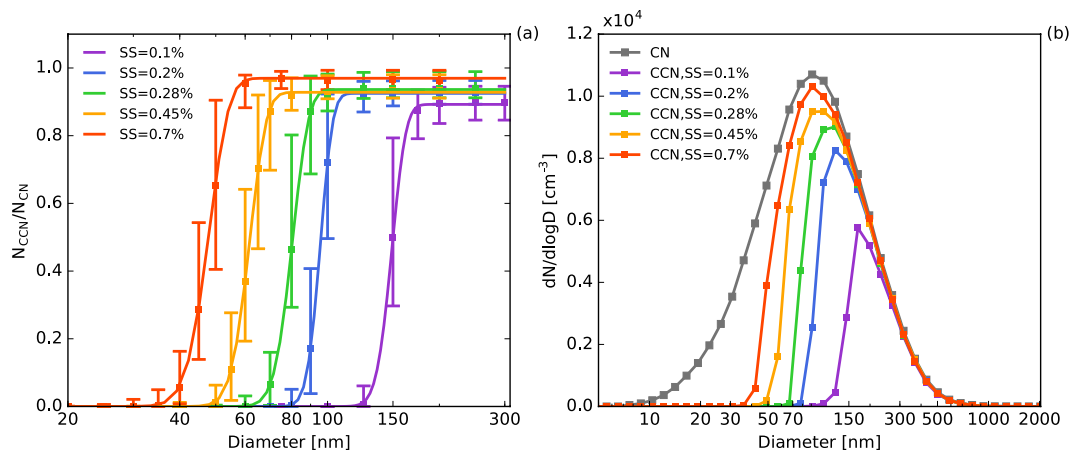 (a)
SS=0.1%
SS=0.2%
SS=0.28%
SS=0.45%
SS=0.7%
1.0
0.8
0.6
0.4
0.2
0.0
N_CCN/N_CN
20 40 60 80 100 150 300
Diameter [nm]
x10^4
(b)
CN
CCN,SS=0.1%
CCN,SS=0.2%
CCN,SS=0.28%
CCN,SS=0.45%
CCN,SS=0.7%
1.2
1.0
0.8
0.6
0.4
0.2
0.0
dN/dlogD [cm^-3]
10 20 30 50 70 150 300 500 1000 2000
Diameter [nm]